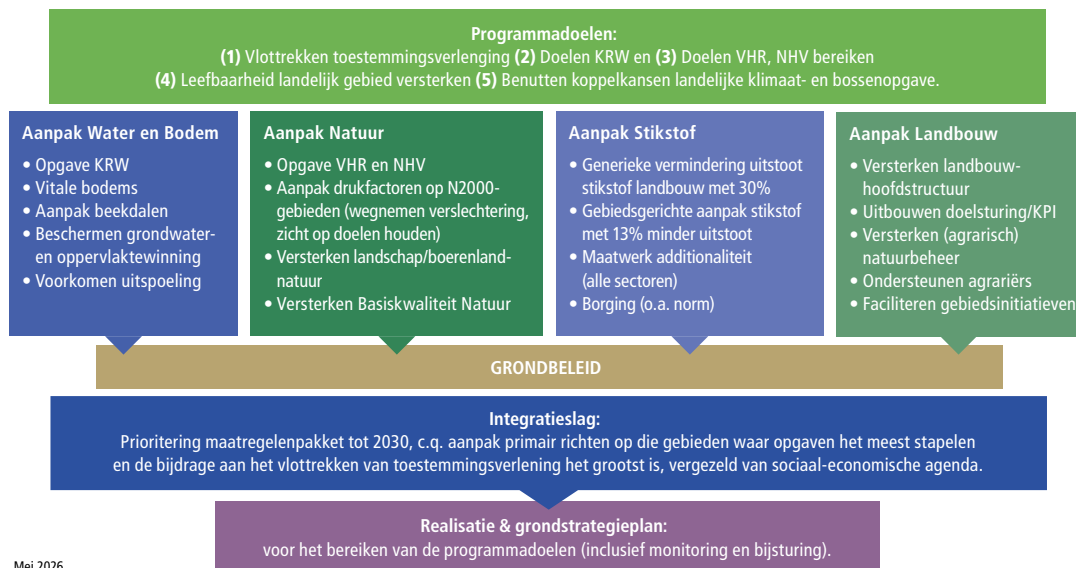 Programmadoelen:
(1) Vlottrekken toestemmingsverlenging (2) Doelen KRW en (3) Doelen VHR, NHV bereiken
(4) Leefbaarheid landelijk gebied versterken (5) Benutten koppelkansen landelijke klimaat- en bossenopgave.
Aanpak Water en Bodem
• Opgave KRW
• Vitale bodems
• Aanpak beekdalen
• Beschermen grondwater-
en oppervlaktewinning
• Voorkomen uitspoeling
Aanpak Natuur
• Opgave VHR en NHV
• Aanpak drukfactoren op N2000-
gebieden (wegnemen verslechtering,
zicht op doelen houden)
• Versterken landschap/boerenland-
natuur
• Versterken Basiskwaliteit Natuur
Aanpak Stikstof
• Generieke vermindering uitstoot
stikstof landbouw met 30%
• Gebiedsgerichte aanpak stikstof
met 13% minder uitstoot
• Maatwerk additionaliteit
(alle sectoren)
• Borging (o.a. norm)
Aanpak Landbouw
• Versterken landbouw-
hoofdstructuur
• Uitbouwen doelsturing/KPI
• Versterken (agrarisch)
natuurbeheer
• Ondersteunen agrariërs
• Faciliteren gebiedsinitiatieven
GRONDBELEID
Integratieslag:
Prioritering maatregelenpakket tot 2030, c.q. aanpak primair richten op die gebieden waar opgaven het meest stapelen
en de bijdrage aan het vlottrekken van toestemmingsverlening het grootst is, vergezeld van sociaal-economische agenda.
Realisatie & grondstrategieplan:
voor het bereiken van de programmadoelen (inclusief monitoring en bijsturing).
Mei 2026